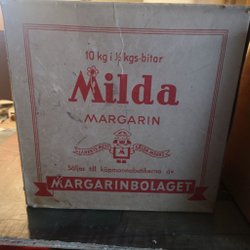 10 kg i ½ kgs-bitar
Milda
MARGARIN
Säljes till köpmannabutikerna av
MARGARINBOLAGET